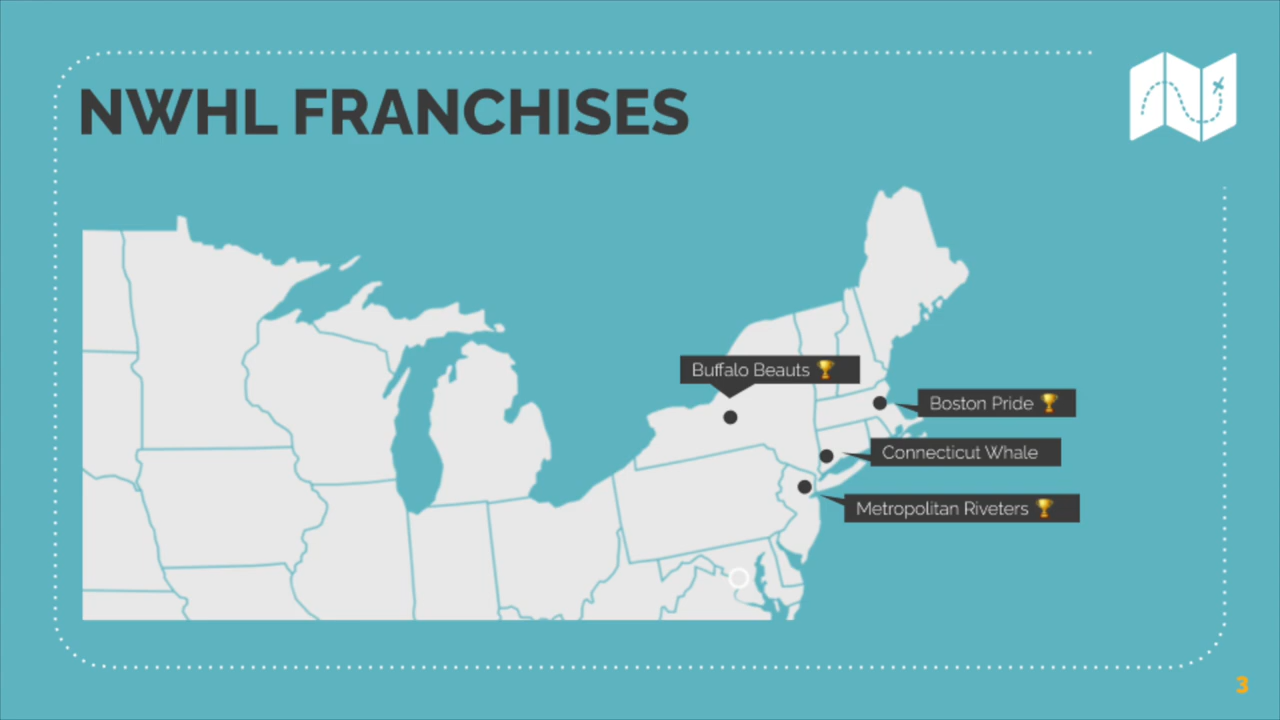 NWHL FRANCHISES
Buffalo Beauts 🏆
Boston Pride 🏆
Connecticut Whale
Metropolitan Riveters 🏆
3